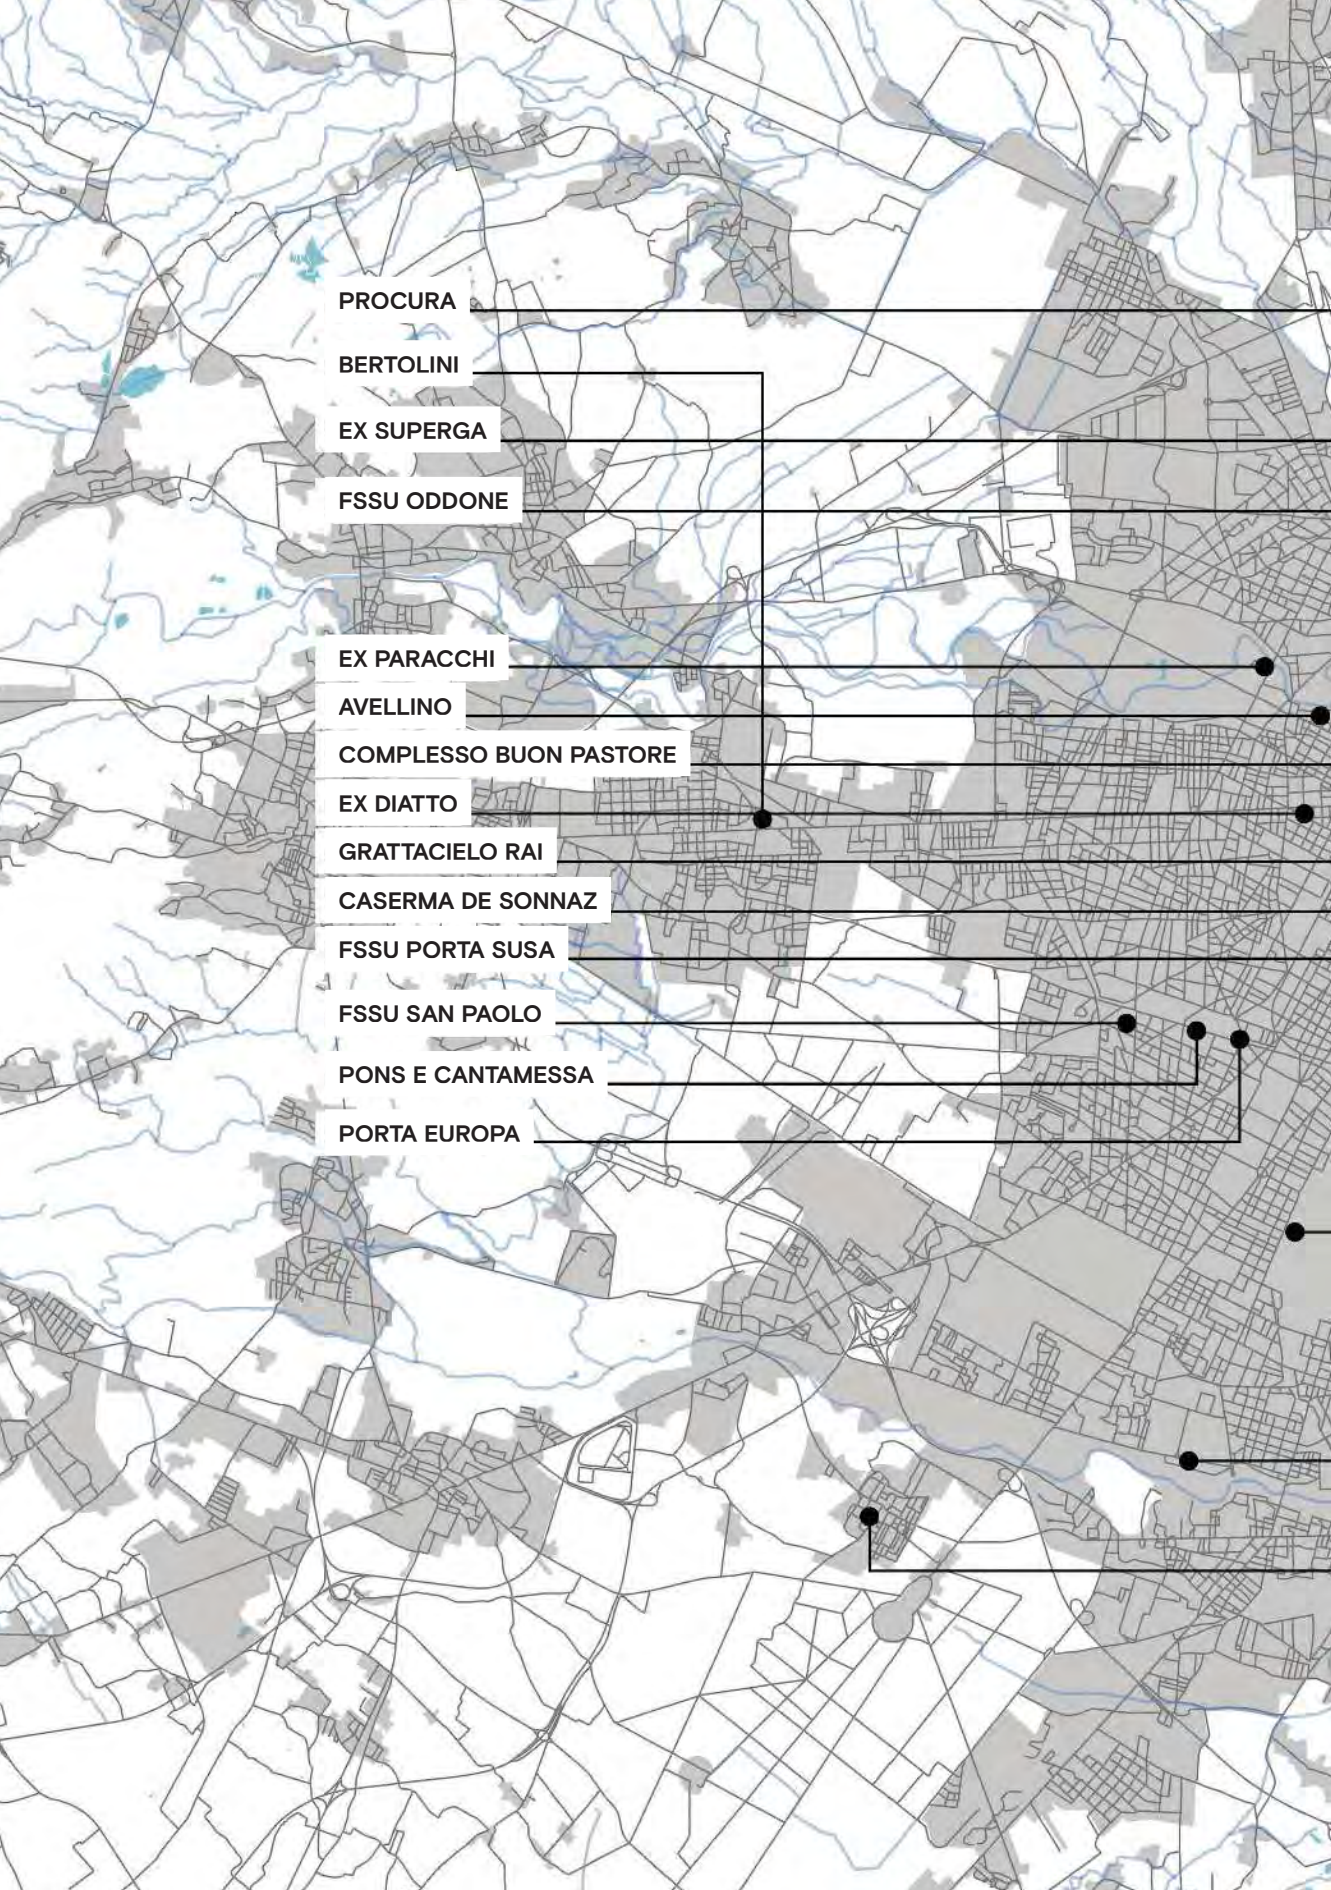 PROCURA
BERTOLINI
EX SUPERGA
FSSU ODDONE
EX PARACCHI
AVELLINO
COMPLESSO BUON PASTORE
EX DIATTO
GRATTACIELO RAI
CASERMA DE SONNAZ
FSSU PORTA SUSA
FSSU SAN PAOLO
PONS E CANTAMESSA
PORTA EUROPA